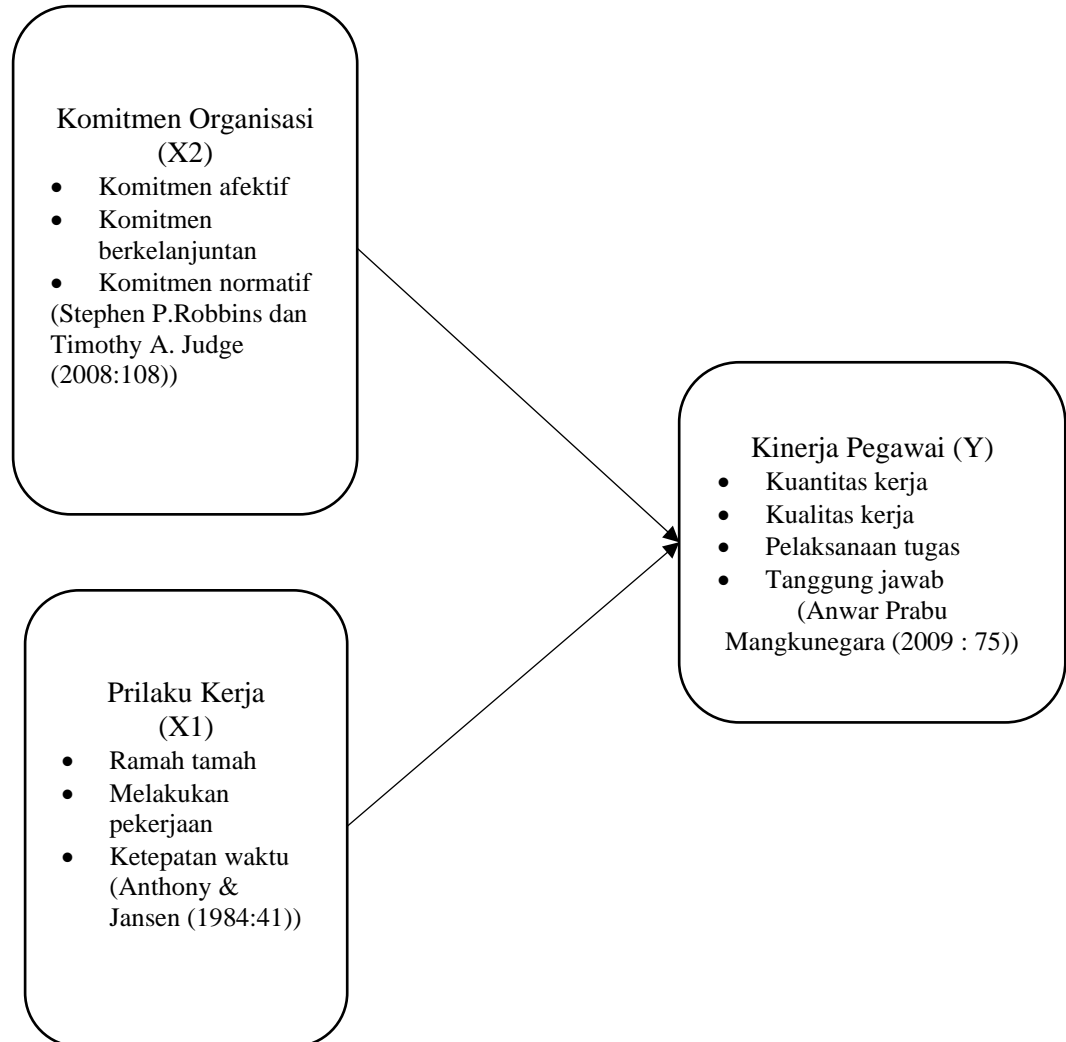 Komitmen Organisasi
(X2)
• Komitmen afektif
• Komitmen
berkelanjuntan
• Komitmen normatif
(Stephen P.Robbins dan
Timothy A. Judge
(2008:108))
Kinerja Pegawai (Y)
• Kuantitas kerja
• Kualitas kerja
• Pelaksanaan tugas
• Tanggung jawab
(Anwar Prabu
Mangkunegara (2009 : 75))
Prilaku Kerja
(X1)
• Ramah tamah
• Melakukan
pekerjaan
• Ketepatan waktu
(Anthony &
Jansen (1984:41))